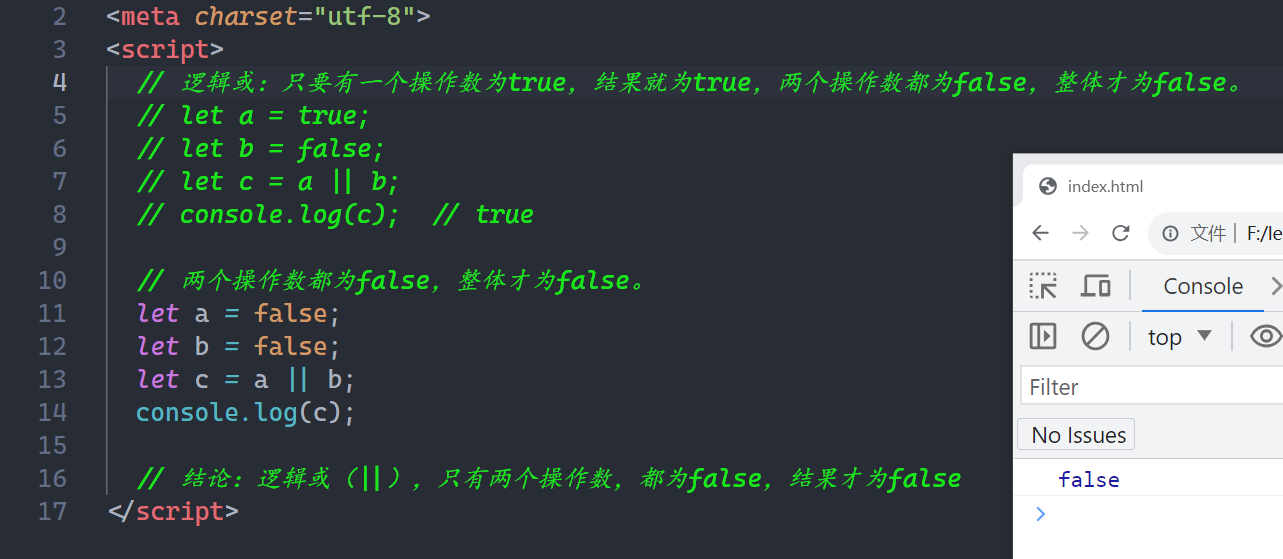 2 <meta charset="utf-8">
3 <script>
4 // 逻辑或：只要有一个操作数为true，结果就为true，两个操作数都为false，整体才为false。
5 // let a = true;
6 // let b = false;
7 // let c = a || b;
8 // console.log(c);  // true
9
10 // 两个操作数都为false，整体才为false。
11 let a = false;
12 let b = false;
13 let c = a || b;
14 console.log(c);
15
16 // 结论：逻辑或（||），只有两个操作数，都为false，结果才为false
17 </script>
index.html
文件 | F:/le
Console
top
Filter
No Issues
false